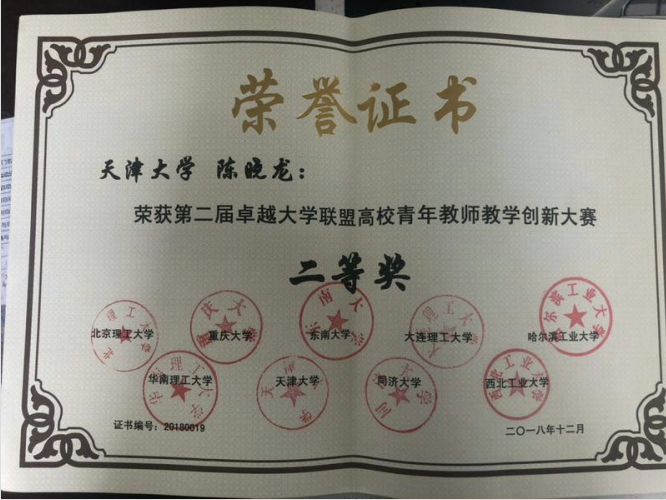 荣誉证书
天津大学 陈晓龙：
荣获第二届卓越大学联盟高校青年教师教学创新大赛
二等奖
北京理工大学 重庆大学 东南大学 大连理工大学 哈尔滨工业大学
华南理工大学 天津大学 同济大学 西北工业大学
证书编号：20180019
二〇一八年十二月